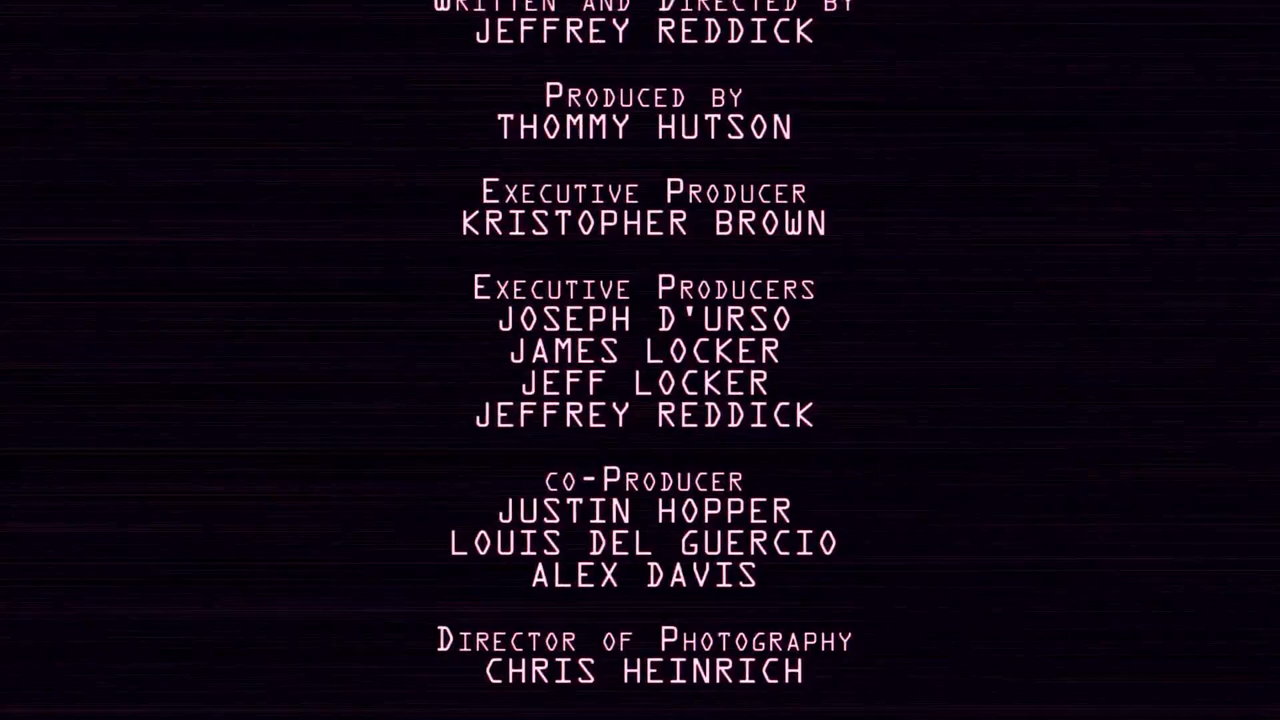 Written and Directed by
JEFFREY REDDICK
Produced by
THOMMY HUTSON
Executive Producer
KRISTOPHER BROWN
Executive Producers
JOSEPH D'URSO
JAMES LOCKER
JEFF LOCKER
JEFFREY REDDICK
co-Producer
JUSTIN HOPPER
LOUIS DEL GUERCIO
ALEX DAVIS
Director of Photography
CHRIS HEINRICH